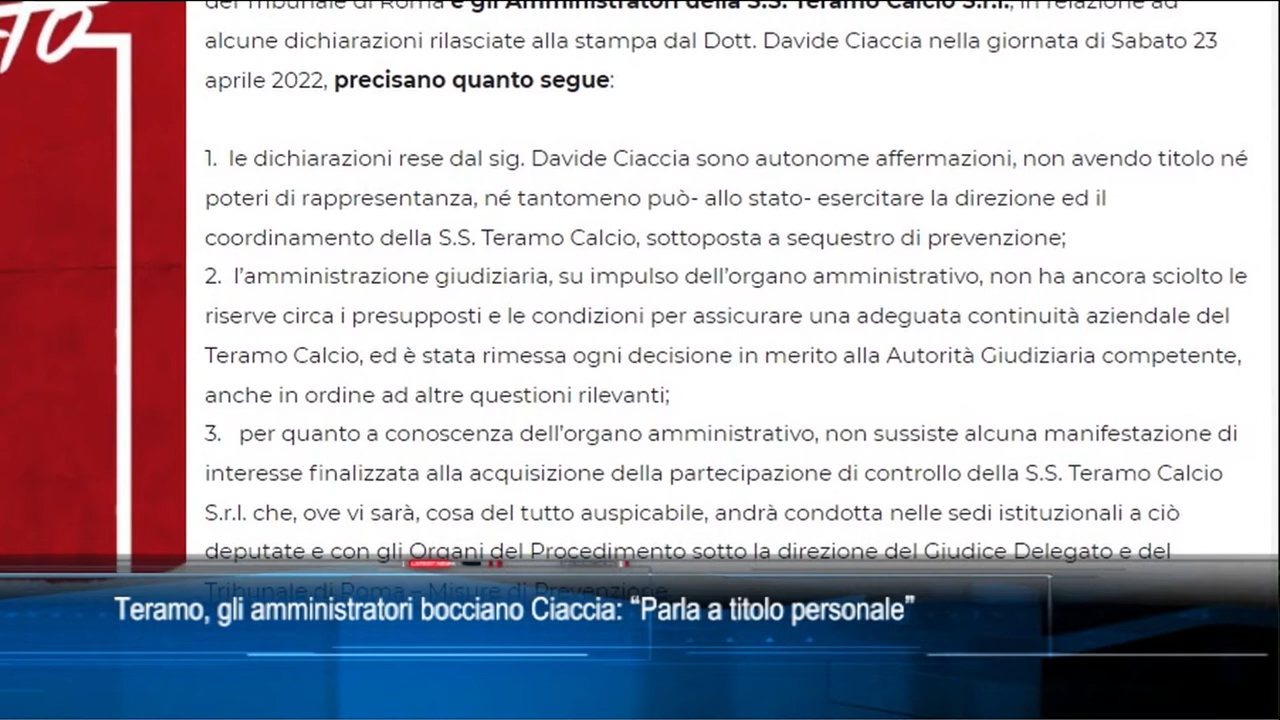 TO
del Tribunale di Roma e gli Amministratori della S.S. Teramo Calcio S.r.l., in relazione ad
alcune dichiarazioni rilasciate alla stampa dal Dott. Davide Ciaccia nella giornata di Sabato 23
aprile 2022, precisano quanto segue:
1. le dichiarazioni rese dal sig. Davide Ciaccia sono autonome affermazioni, non avendo titolo né
poteri di rappresentanza, né tantomeno può- allo stato- esercitare la direzione ed il
coordinamento della S.S. Teramo Calcio, sottoposta a sequestro di prevenzione;
2. l’amministrazione giudiziaria, su impulso dell’organo amministrativo, non ha ancora sciolto le
riserve circa i presupposti e le condizioni per assicurare una adeguata continuità aziendale del
Teramo Calcio, ed è stata rimessa ogni decisione in merito alla Autorità Giudiziaria competente,
anche in ordine ad altre questioni rilevanti;
3. per quanto a conoscenza dell’organo amministrativo, non sussiste alcuna manifestazione di
interesse finalizzata alla acquisizione della partecipazione di controllo della S.S. Teramo Calcio
S.r.l. che, ove vi sarà, cosa del tutto auspicabile, andrà condotta nelle sedi istituzionali a ciò
deputate e con gli Organi del Procedimento sotto la direzione del Giudice Delegato e del
LATEST NEWS
Tribunale di Roma – Misure di Prevenzione.
Teramo, gli amministratori bocciano Ciaccia: “Parla a titolo personale”